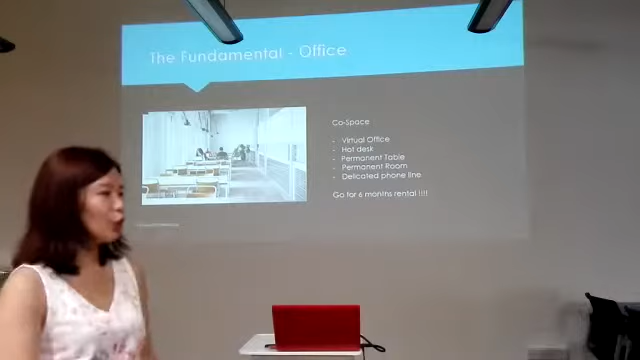 The Fundamental - Office
Co-Space
- Virtual Office
- Hot desk
- Permanent Table
- Permanent Room
- Delicated phone line
Go for 6 months rental !!!!